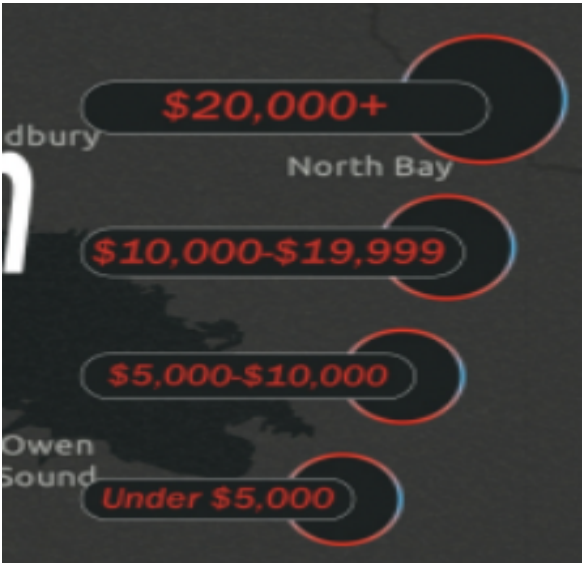 $20,000+
dbury
North Bay
$10,000-$19,999
$5,000-$10,000
Owen
Sound
Under $5,000